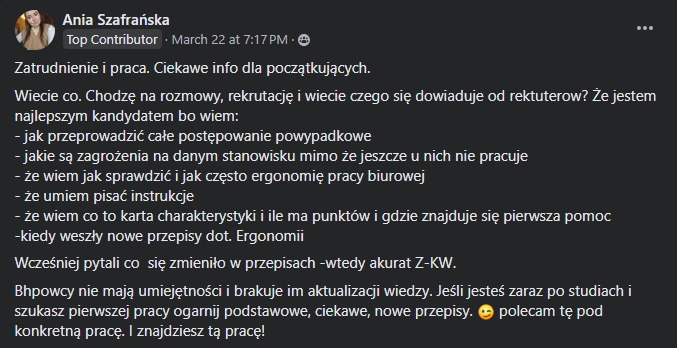 Ania Szafrańska
Top Contributor · March 22 at 7:17 PM ·
Zatrudnienie i praca. Ciekawe info dla początkujących.
Wiecie co. Chodzę na rozmowy, rekrutację i wiecie czego się dowiaduje od rektuterow? Że jestem
najlepszym kandydatem bo wiem:
- jak przeprowadzić całe postępowanie powypadkowe
- jakie są zagrożenia na danym stanowisku mimo że jeszcze u nich nie pracuje
- że wiem jak sprawdzić i jak często ergonomię pracy biurowej
- że umiem pisać instrukcje
- że wiem co to karta charakterystyki i ile ma punktów i gdzie znajduje się pierwsza pomoc
-kiedy weszły nowe przepisy dot. Ergonomii
Wcześniej pytali co  się zmieniło w przepisach -wtedy akurat Z-KW.
Bhpowcy nie mają umiejętności i brakuje im aktualizacji wiedzy. Jeśli jesteś zaraz po studiach i
szukasz pierwszej pracy ogarnij podstawowe, ciekawe, nowe przepisy. 😉 polecam tę pod
konkretną pracę. I znajdziesz tą pracę!